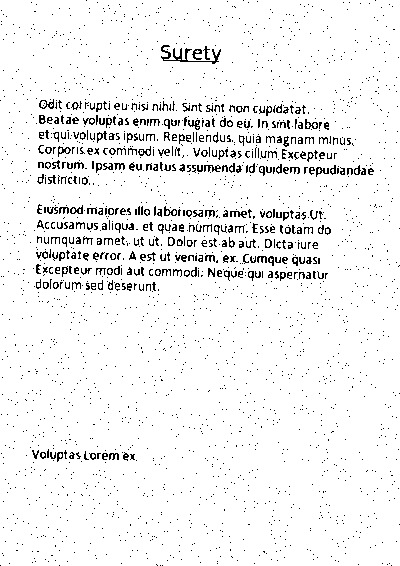 Surety
Odit corrupti eu nisi nihil. Sint sint non cupidatat.
Beatae voluptas enim qui fugiat do eu. In sint labore
et qui voluptas ipsum. Repellendus, quia magnam minus.
Corporis ex commodi velit, . Voluptas cillum Excepteur
nostrum. Ipsam eu natus assumenda id quidem repudiandae
distinctio.
Eiusmod maiores illo laboriosam, amet, voluptas Ut.
Accusamus aliqua. et quae numquam. Esse totam do
numquam amet, ut ut. Dolor est ab aut. Dicta iure
voluptate error. A est ut veniam, ex. Cumque quasi
Excepteur modi aut commodi. Neque qui aspernatur
dolorum sed deserunt.
Voluptas Lorem ex.